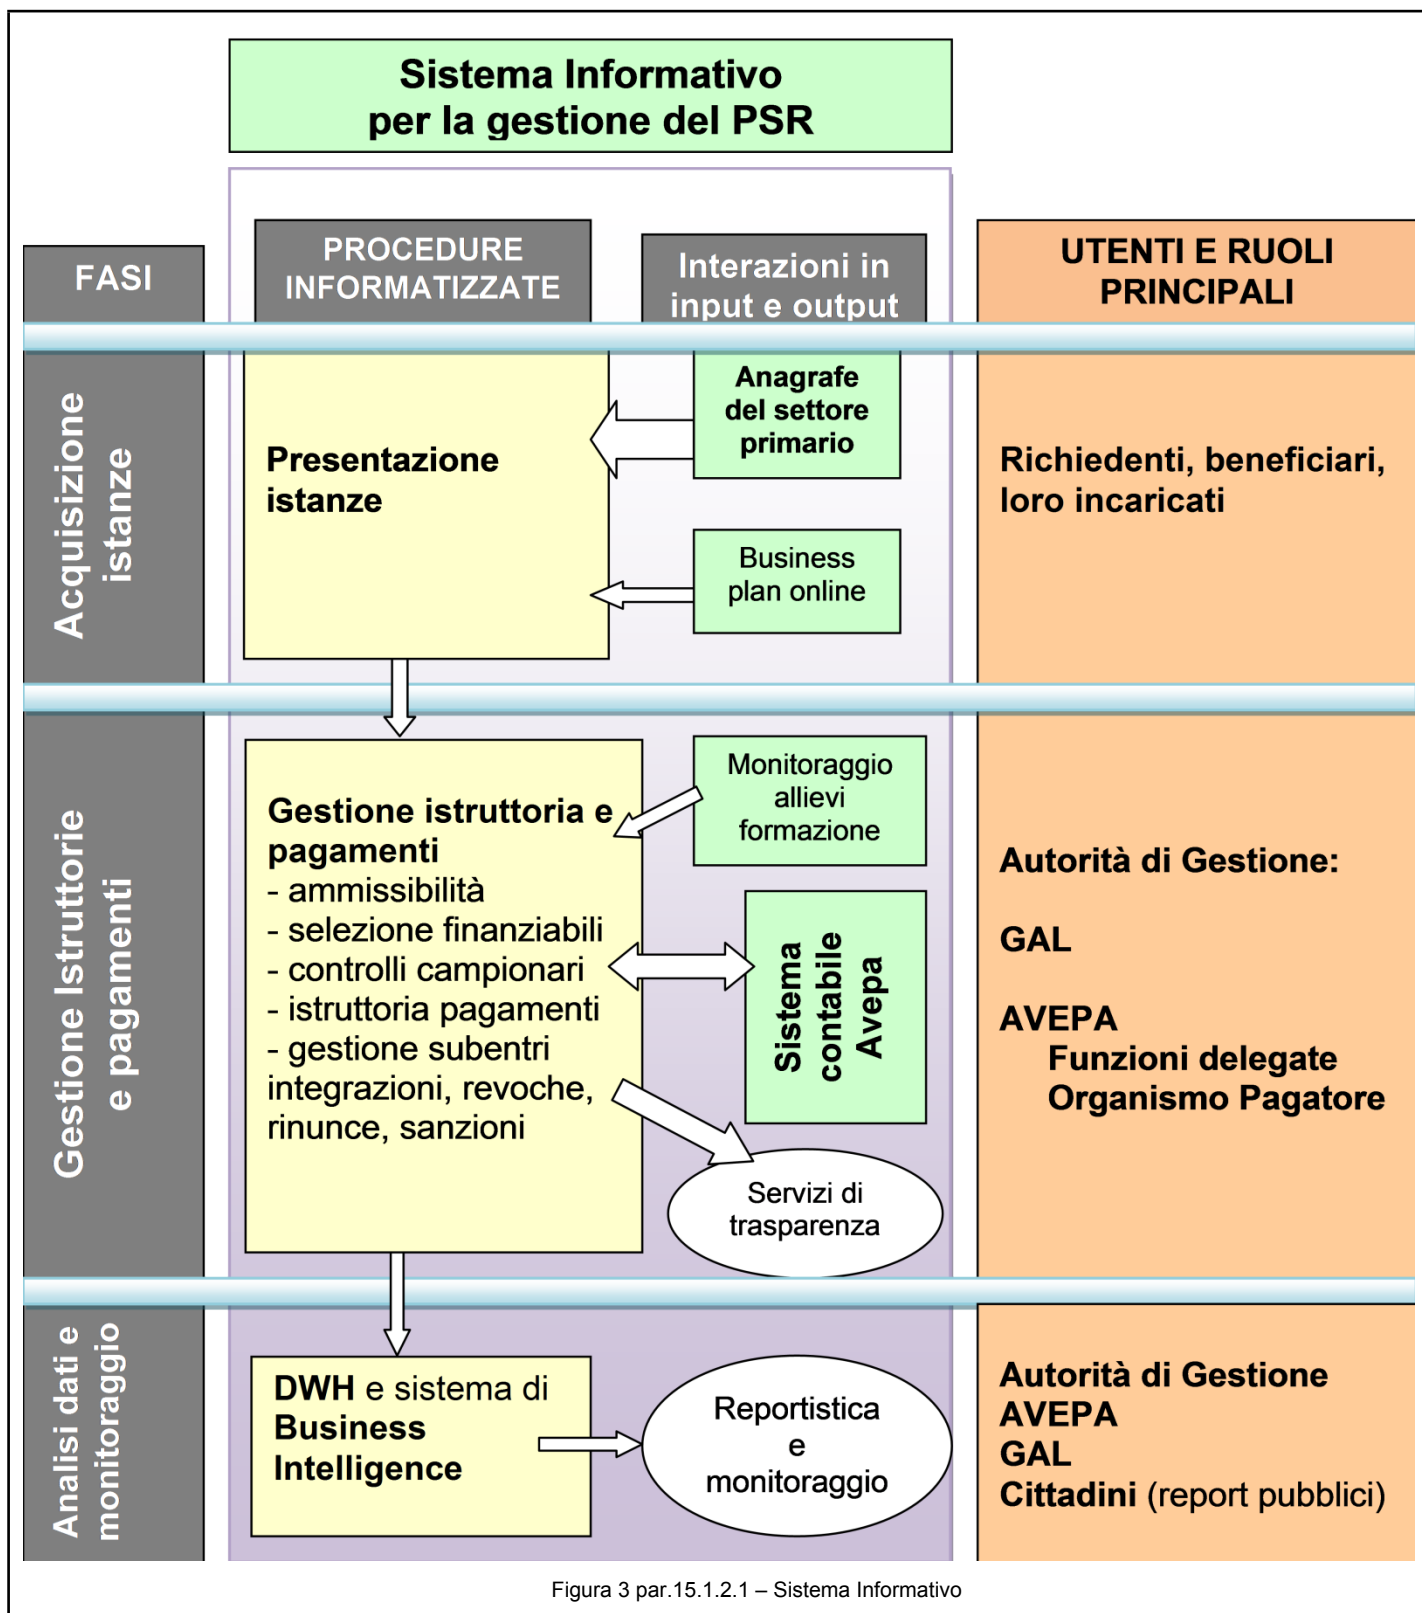 Sistema Informativo
per la gestione del PSR
FASI
PROCEDURE
INFORMATIZZATE
Interazioni in
input e output
UTENTI E RUOLI
PRINCIPALI
Acquisizione
istanze
Presentazione
istanze
Anagrafe
del settore
primario
Business
plan online
Richiedenti, beneficiari,
loro incaricati
Gestione Istruttorie
e pagamenti
Gestione istruttoria e
pagamenti
- ammissibilità
- selezione finanziabili
- controlli campionari
- istruttoria pagamenti
- gestione subentri
integrazioni, revoche,
rinunce, sanzioni
Monitoraggio
allievi
formazione
Sistema
contabile
Avepa
Servizi di
trasparenza
Autorità di Gestione:
GAL
AVEPA
Funzioni delegate
Organismo Pagatore
Analisi dati e
monitoraggio
DWH e sistema di
Business
Intelligence
Reportistica
e
monitoraggio
Autorità di Gestione
AVEPA
GAL
Cittadini (report pubblici)
Figura 3 par.15.1.2.1 – Sistema Informativo